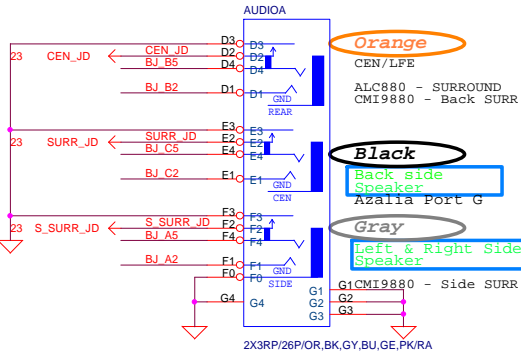 AUDIOA
D3 D3 Orange
23 CEN_JD CEN_JD D2 D2 CEN/LFE
BJ_B5 D4 D4
ALC880 - SURROUND
BJ_B2 D1 D1 CMI9880 - Back SURR
GND
REAR
E3 E3
23 SURR_JD SURR_JD E2 E2 Black
BJ_C5 E4 E4
BJ_C2 E1 E1 Back side
Speaker
GND
CEN Azalia Port G
F3 F3
23 S_SURR_JD S_SURR_JD F2 F2 Gray
BJ_A5 F4 F4
Left & Right Side
Speaker
BJ_A2 F1 F1
GND
F0 F0
SIDE G1 G1 CMI9880 - Side SURR
G4 G4 G2 G2
G3 G3
2X3RP/26P/OR,BK,GY,BU,GE,PK/RA